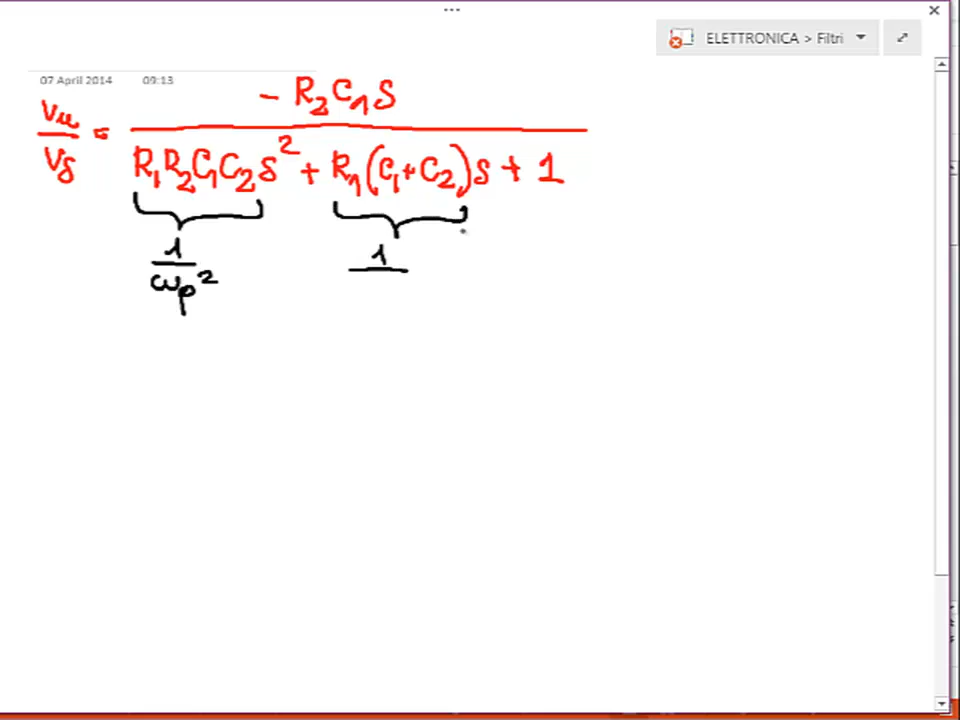 ELETTRONICA > Filtri
07 April 2014 09:13
Vu/Vs = - R₂C₁S / (R₁R₂C₁C₂S² + R₁(C₁+C₂)S + 1)
1/ωp²
1